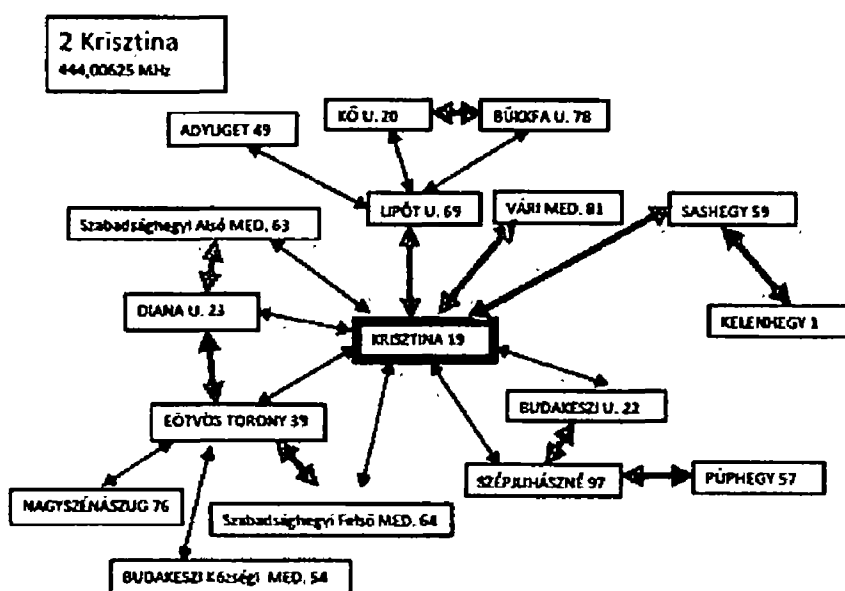 2 Krisztina
444,00625 MHz
KŐ U. 20
BÜKKFA U. 78
ADYLIGET 49
LIPÓT U. 69
VÁRI MED. 81
SASHEGY 59
Szabadsághegyi Alsó MED. 63
DIANA U. 23
KELENHEGY 1
KRISZTINA 19
BUDAKESZI U. 22
EÖTVÖS TORONY 39
SZÉPJUHÁSZNÉ 97
PÚPHEGY 57
NAGYSZÉNÁSZUG 76
Szabadsághegyi Felső MED. 64
BUDAKESZI Községi MED. 54